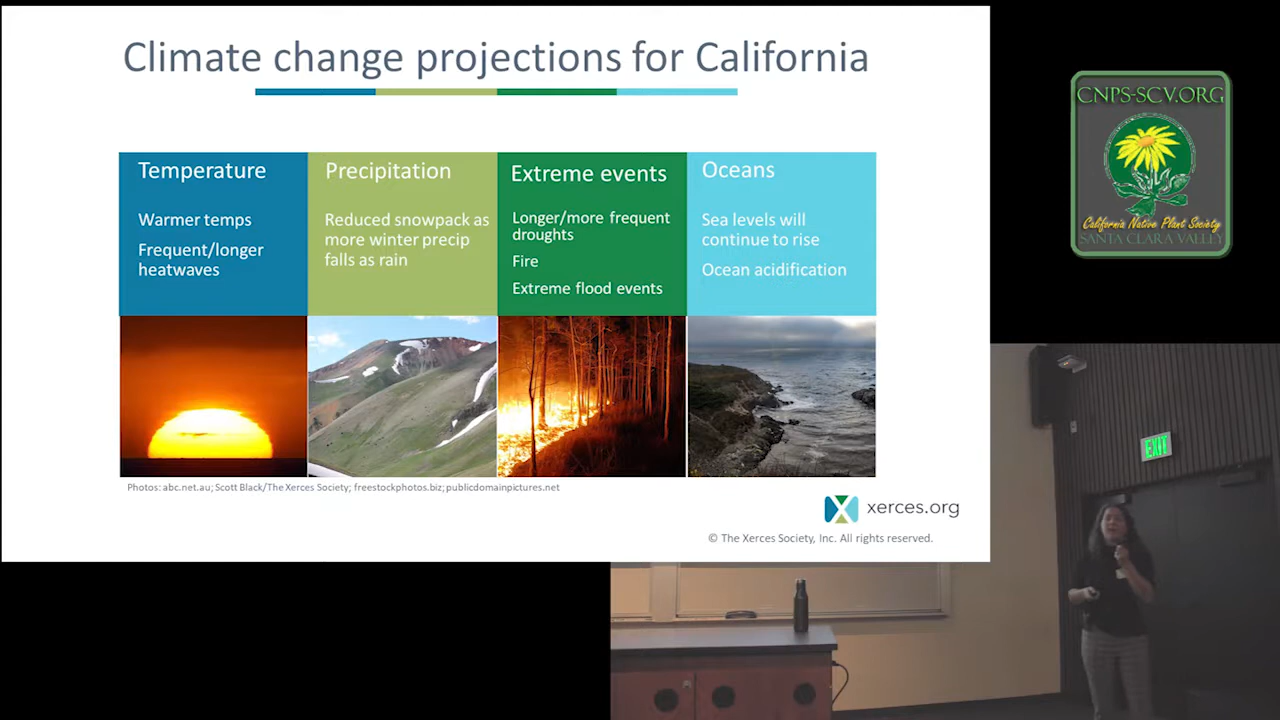 Climate change projections for California
Temperature
Warmer temps
Frequent/longer
heatwaves
Precipitation
Reduced snowpack as
more winter precip
falls as rain
Extreme events
Longer/more frequent
droughts
Fire
Extreme flood events
Oceans
Sea levels will
continue to rise
Ocean acidification
Photos: abc.net.au; Scott Black/The Xerces Society; freestockphotos.biz; publicdomainpictures.net
xerces.org
© The Xerces Society, Inc. All rights reserved.
CNPS-SCV.ORG
California Native Plant Society
SANTA CLARA VALLEY
EXIT